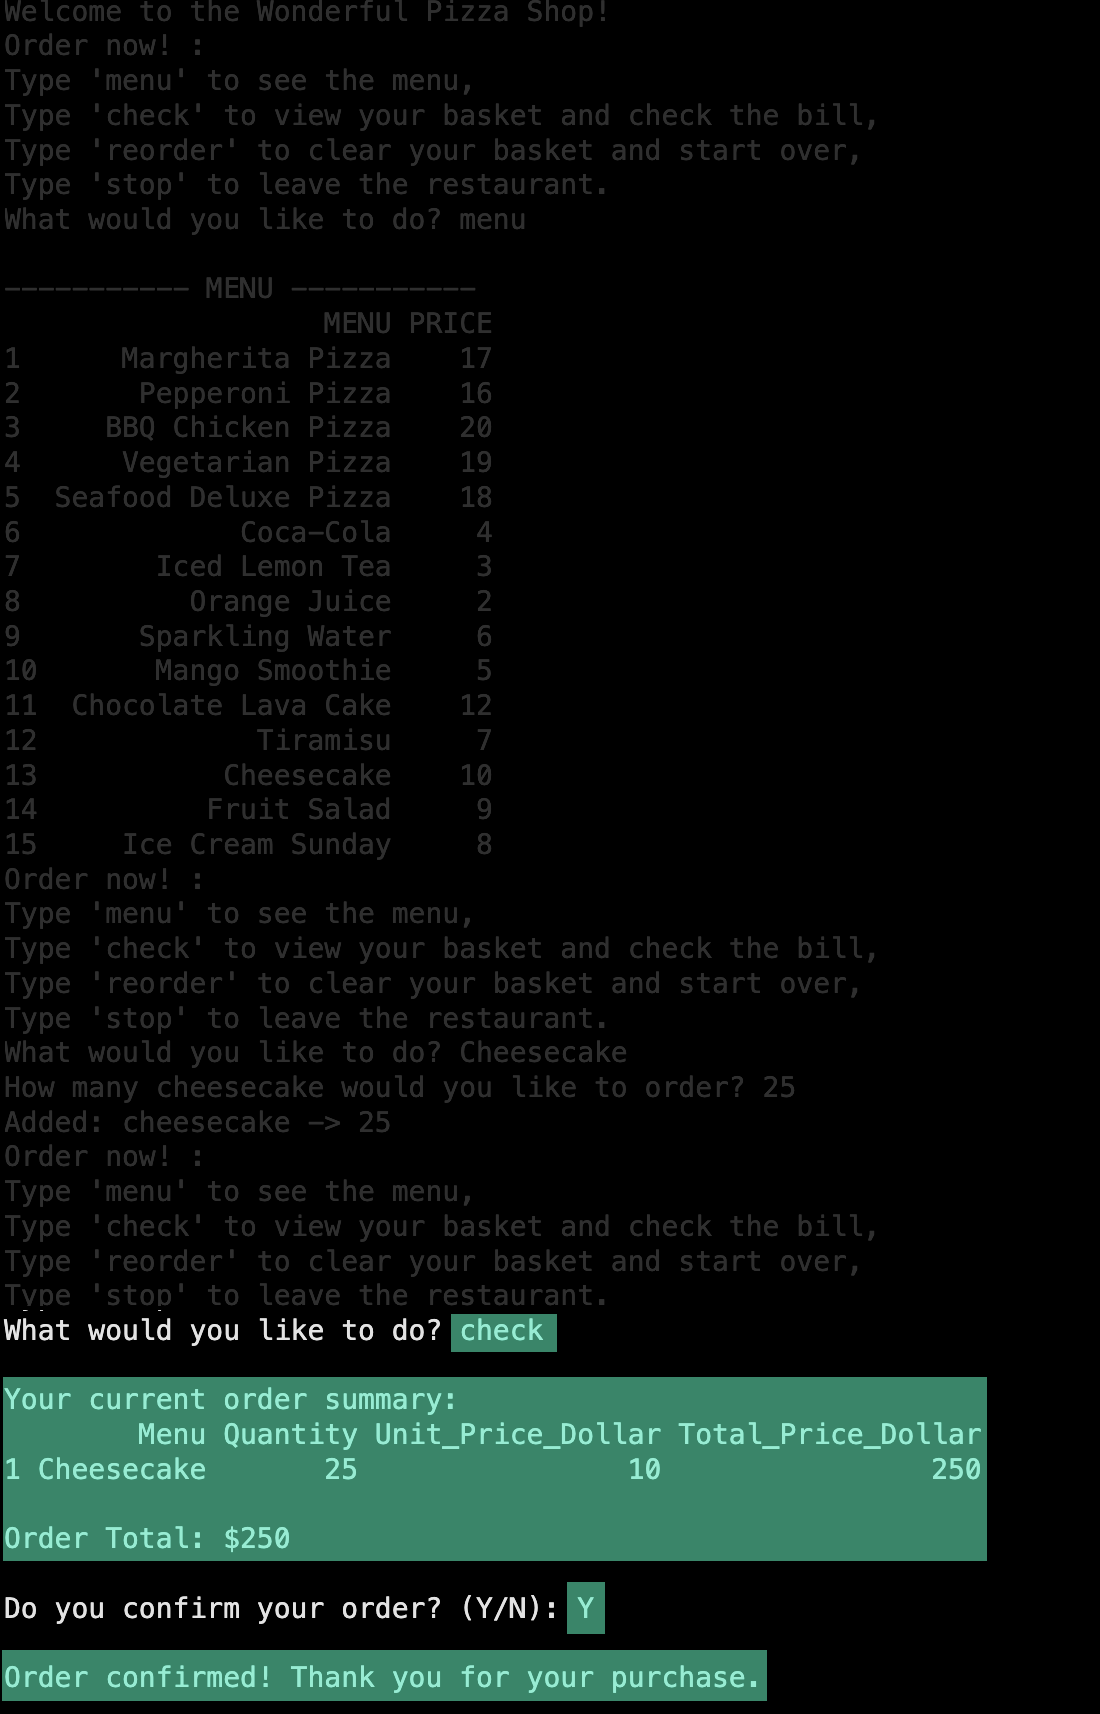 Welcome to the Wonderful Pizza Shop!
Order now! :
Type 'menu' to see the menu,
Type 'check' to view your basket and check the bill,
Type 'reorder' to clear your basket and start over,
Type 'stop' to leave the restaurant.
What would you like to do? menu
----------- MENU -----------
MENU PRICE
1 Margherita Pizza 17
2 Pepperoni Pizza 16
3 BBQ Chicken Pizza 20
4 Vegetarian Pizza 19
5 Seafood Deluxe Pizza 18
6 Coca-Cola 4
7 Iced Lemon Tea 3
8 Orange Juice 2
9 Sparkling Water 6
10 Mango Smoothie 5
11 Chocolate Lava Cake 12
12 Tiramisu 7
13 Cheesecake 10
14 Fruit Salad 9
15 Ice Cream Sunday 8
Order now! :
Type 'menu' to see the menu,
Type 'check' to view your basket and check the bill,
Type 'reorder' to clear your basket and start over,
Type 'stop' to leave the restaurant.
What would you like to do? Cheesecake
How many cheesecake would you like to order? 25
Added: cheesecake -> 25
Order now! :
Type 'menu' to see the menu,
Type 'check' to view your basket and check the bill,
Type 'reorder' to clear your basket and start over,
Type 'stop' to leave the restaurant.
What would you like to do? check
Your current order summary:
Menu Quantity Unit_Price_Dollar Total_Price_Dollar
1 Cheesecake 25 10 250
Order Total: $250
Do you confirm your order? (Y/N): Y
Order confirmed! Thank you for your purchase.